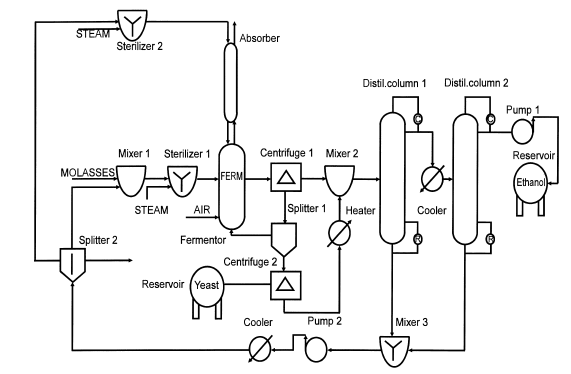 STEAM
Sterilizer 2
Absorber
Distil.column 1
Distil.column 2
C
C
Pump 1
Mixer 1
Sterilizer 1
Centrifuge 1
Mixer 2
Reservoir
MOLASSES
FERM
Ethanol
STEAM
AIR
Splitter 1
Heater
Cooler
Fermentor
R
R
Splitter 2
Centrifuge 2
Reservoir
Yeast
Pump 2
Cooler
Mixer 3